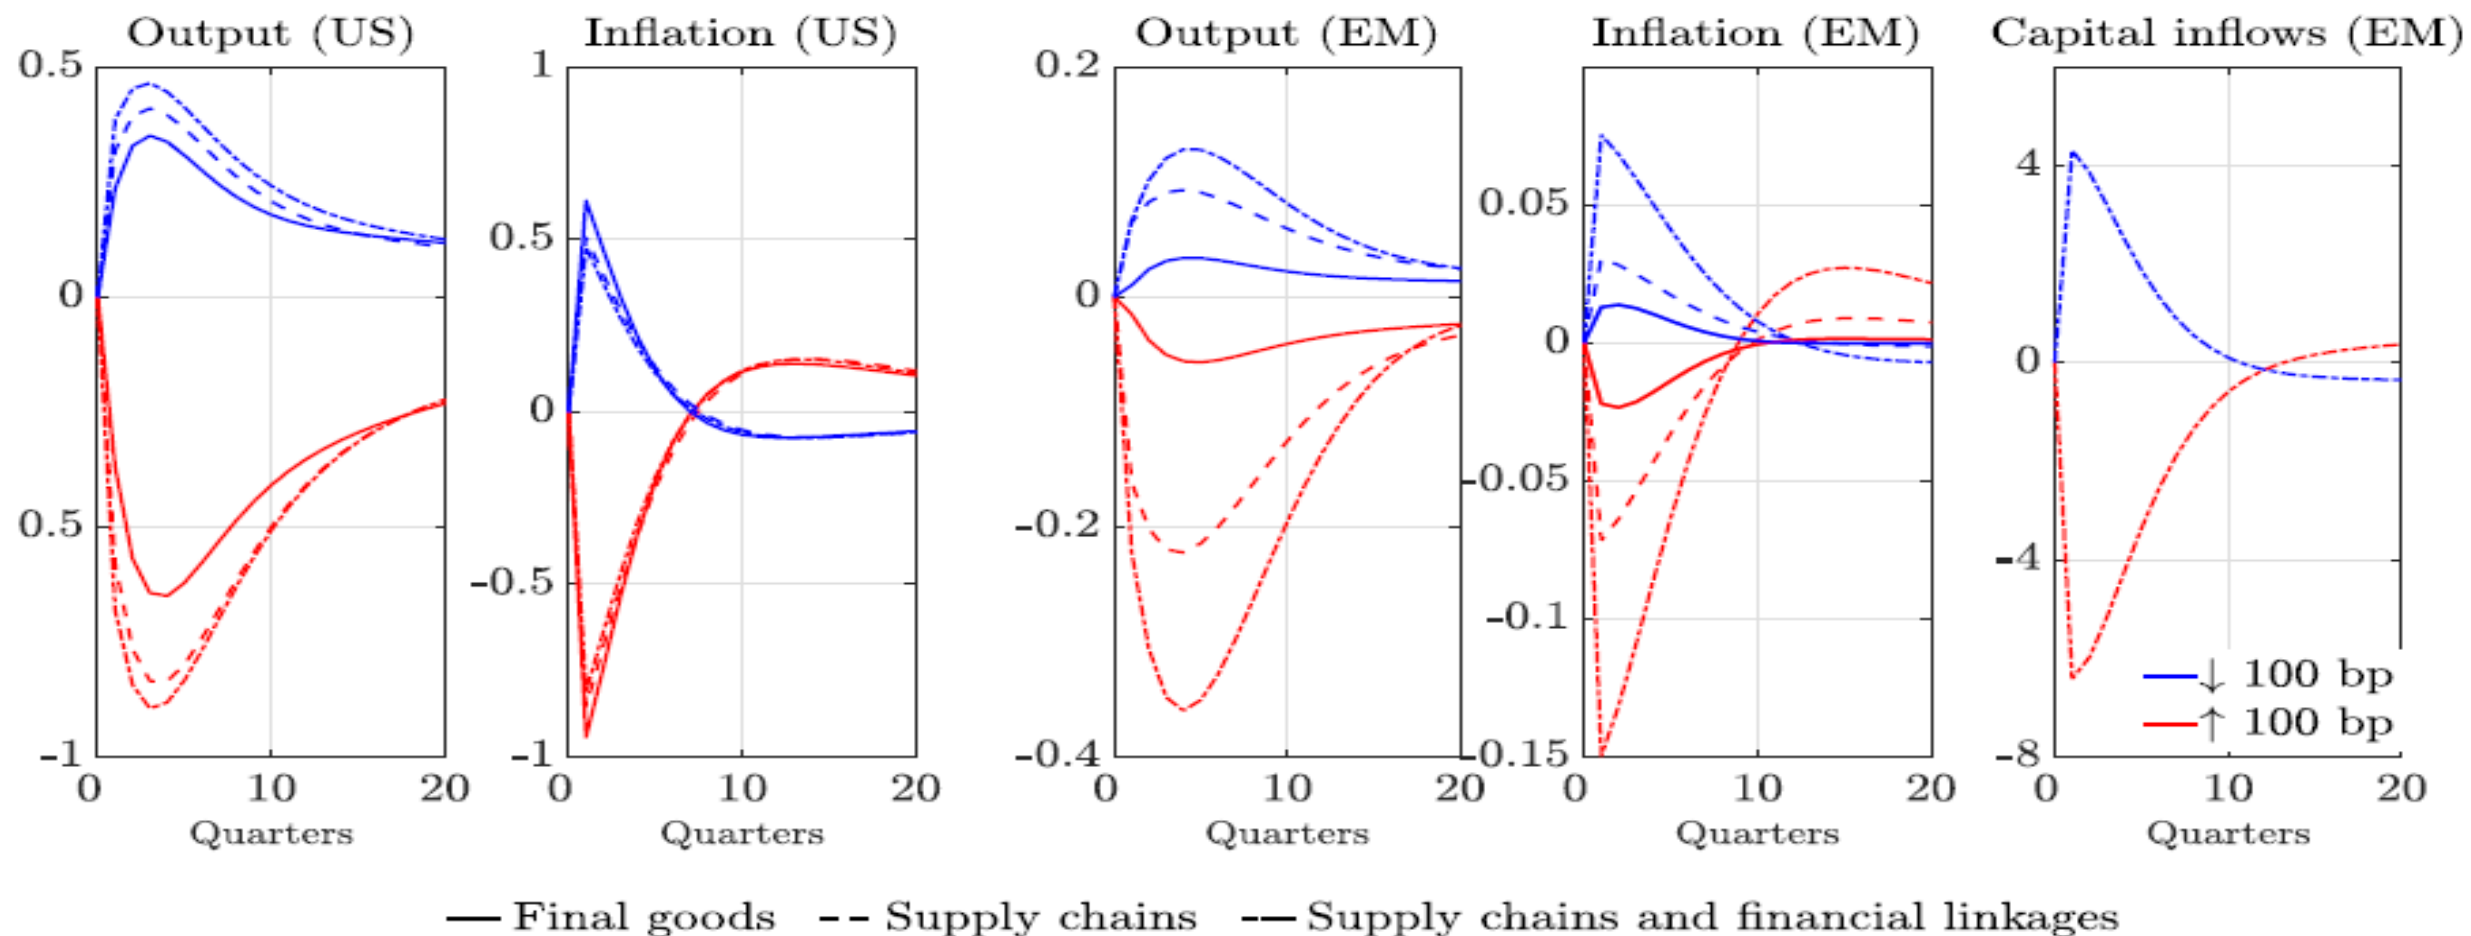 Output (US) Inflation (US) Output (EM) Inflation (EM) Capital inflows (EM)
0.5 1 0.2
4
0.05
0.5
0 0 0
0
0
-0.05
0.5 -0.5 -0.2 -4
-0.1
↓ 100 bp
↑ 100 bp
-1 -1 -0.4 -0.15 -8
0 10 20 0 10 20 0 10 20 0 10 20 0 10 20
Quarters Quarters Quarters Quarters Quarters
Final goods Supply chains Supply chains and financial linkages